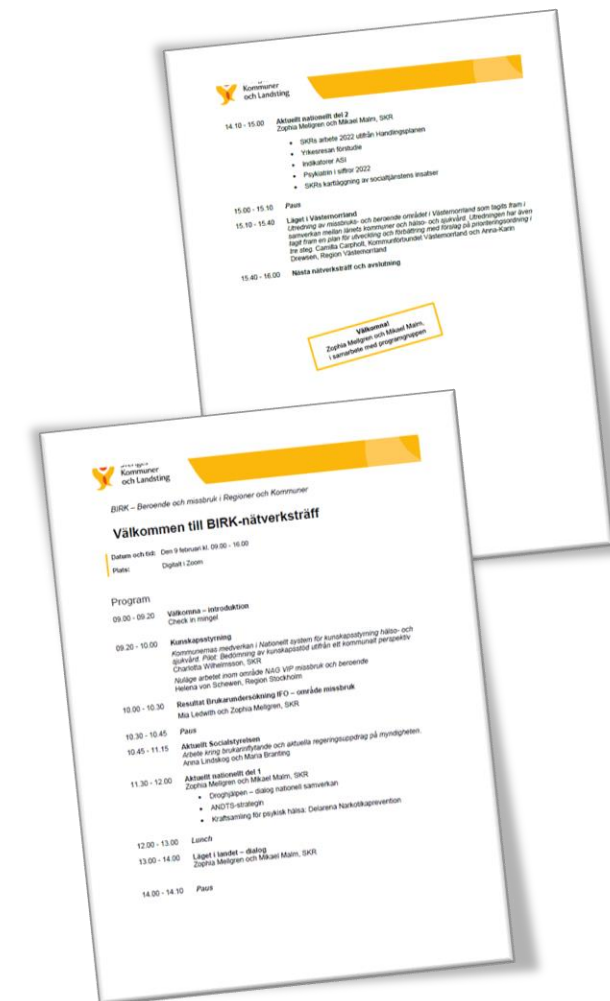 Kommuner
och Landsting
14.10 - 15.00 Aktuellt nationellt del 2
Zophia Mellgren och Mikael Malm, SKR
• SKRs arbete 2022 utifrån Handlingsplanen
• Yrkesresan förstudie
• Indikatorer ASI
• Psykiatrin i siffror 2022
• SKRs kartläggning av socialtjänstens insatser
15.00 - 15.10 Paus
15.10 - 15.40 Läget i Västernorrland
Utredning av missbruks- och beroende området i Västernorrland som tagits fram i
samverkan mellan länets kommuner och hälso- och sjukvård. Utredningen har även
tagit fram en plan för utveckling och förbättring med förslag på prioriteringsordning i
tre steg. Camilla Carpholt, Kommunförbundet Västernorrland och Anna-Karin
Drewsen, Region Västernorrland
15.40 - 16.00 Nästa nätverksträff och avslutning
Välkomna!
Zophia Mellgren och Mikael Malm,
i samarbete med programgruppen
Kommuner
och Landsting
BIRK – Beroende och missbruk i Regioner och Kommuner
Välkommen till BIRK-nätverksträff
Datum och tid: Den 9 februari kl. 09.00 - 16.00
Plats: Digitalt i Zoom
Program
09.00 - 09.20 Välkomna – introduktion
Check in mingel
09.20 - 10.00 Kunskapsstyrning
Kommunernas medverkan i Nationellt system för kunskapsstyrning hälso- och
sjukvård. Pilot: Bedömning av kunskapsstöd utifrån ett kommunalt perspektiv
Charlotta Wilhelmsson, SKR
Nuläge arbetet inom område NAG VIP missbruk och beroende
Helena von Schewen, Region Stockholm
10.00 - 10.30 Resultat Brukarundersökning IFO – område missbruk
Mia Ledwith och Zophia Mellgren, SKR
10.30 - 10.45 Paus
10.45 - 11.15 Aktuellt Socialstyrelsen
Arbete kring brukarinflytande och aktuella regeringsuppdrag på myndigheten.
Anna Lindskog och Maria Branting
11.30 - 12.00 Aktuellt nationellt del 1
Zophia Mellgren och Mikael Malm, SKR
• Droghjälpen – dialog nationell samverkan
• ANDTS-strategin
• Kraftsamling för psykisk hälsa: Delarena Narkotikaprevention
12.00 - 13.00 Lunch
13.00 - 14.00 Läget i landet – dialog
Zophia Mellgren och Mikael Malm, SKR
14.00 - 14.10 Paus